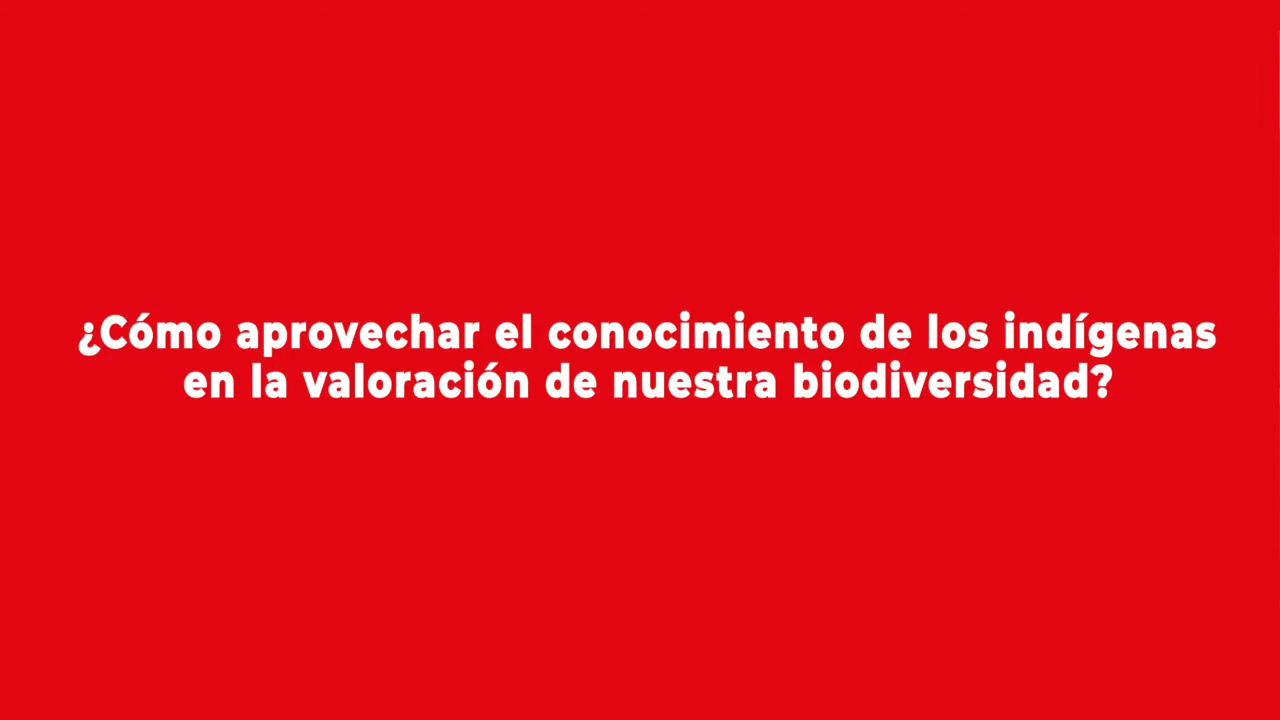 ¿Cómo aprovechar el conocimiento de los indígenas
en la valoración de nuestra biodiversidad?